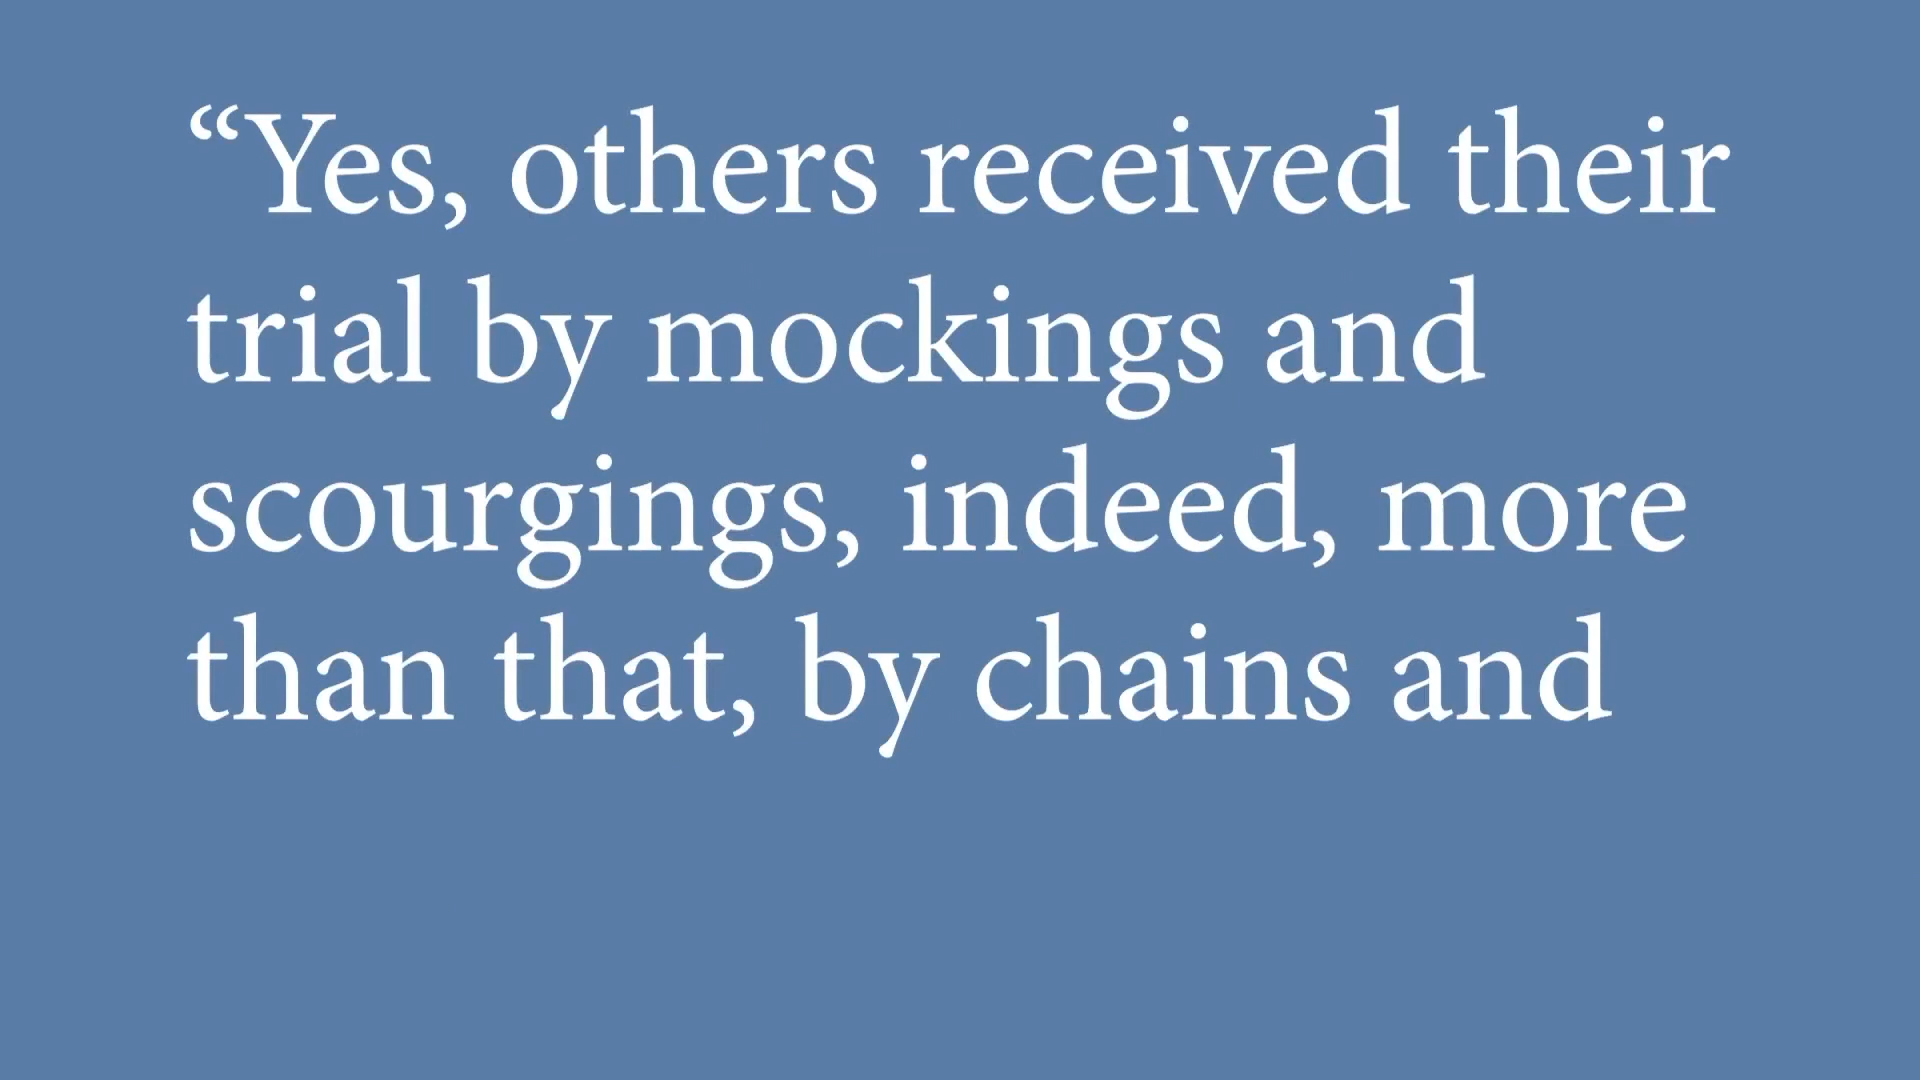 “Yes, others received their
trial by mockings and
scourgings, indeed, more
than that, by chains and